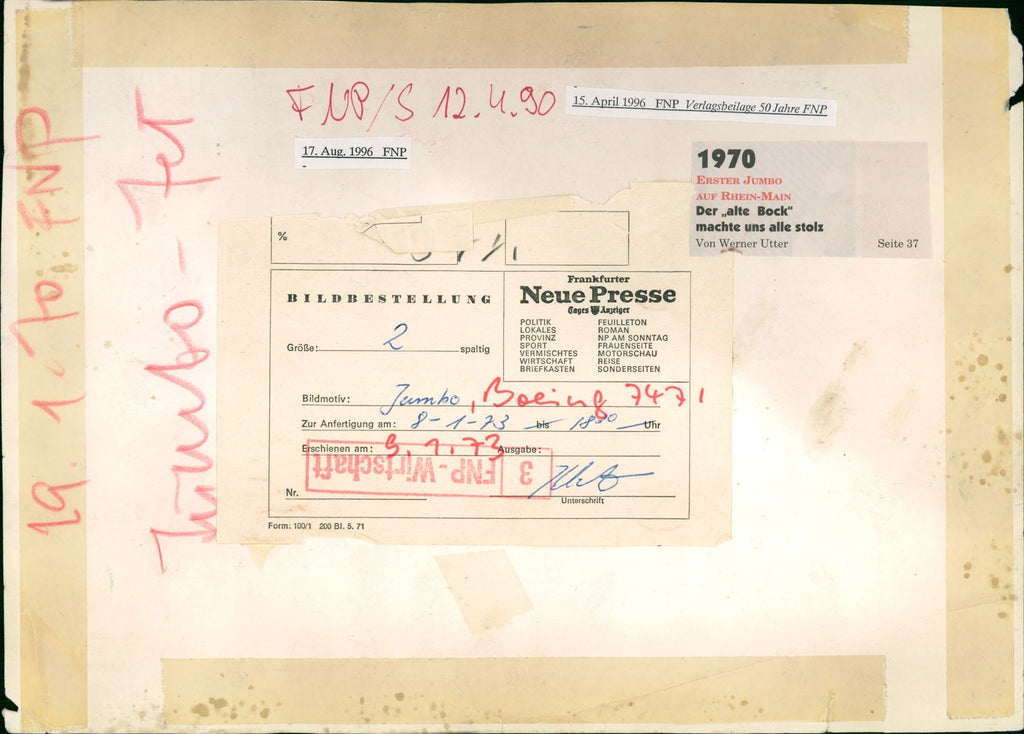 FNP/S 12.4.90
15. April 1996 FNP Verlagsbeilage 50 Jahre FNP
17. Aug. 1996 FNP
1970
ERSTER JUMBO
AUF RHEIN-MAIN
Der „alte Bock“
machte uns alle stolz
Von Werner Utter Seite 37
19.1.70 FNP
Jumbo-Jet
%
BILDBESTELLUNG
Größe: 2 spaltig
Frankfurter
Neue Presse
Tages Anzeiger
POLITIK FEUILLETON
LOKALES ROMAN
PROVINZ NP AM SONNTAG
SPORT FRAUENSEITE
VERMISCHTES MOTORSCHAU
WIRTSCHAFT REISE
BRIEFKASTEN SONDERSEITEN
Bildmotiv: Jumbo, Boeing 747
Zur Anfertigung am: 8-1-73 bis 18³⁰ Uhr
Erschienen am: 9.1.73 Ausgabe:
FNP-Wirtschaft 3
Nr.
Unterschrift
Form: 100/1 200 Bl. 5. 71